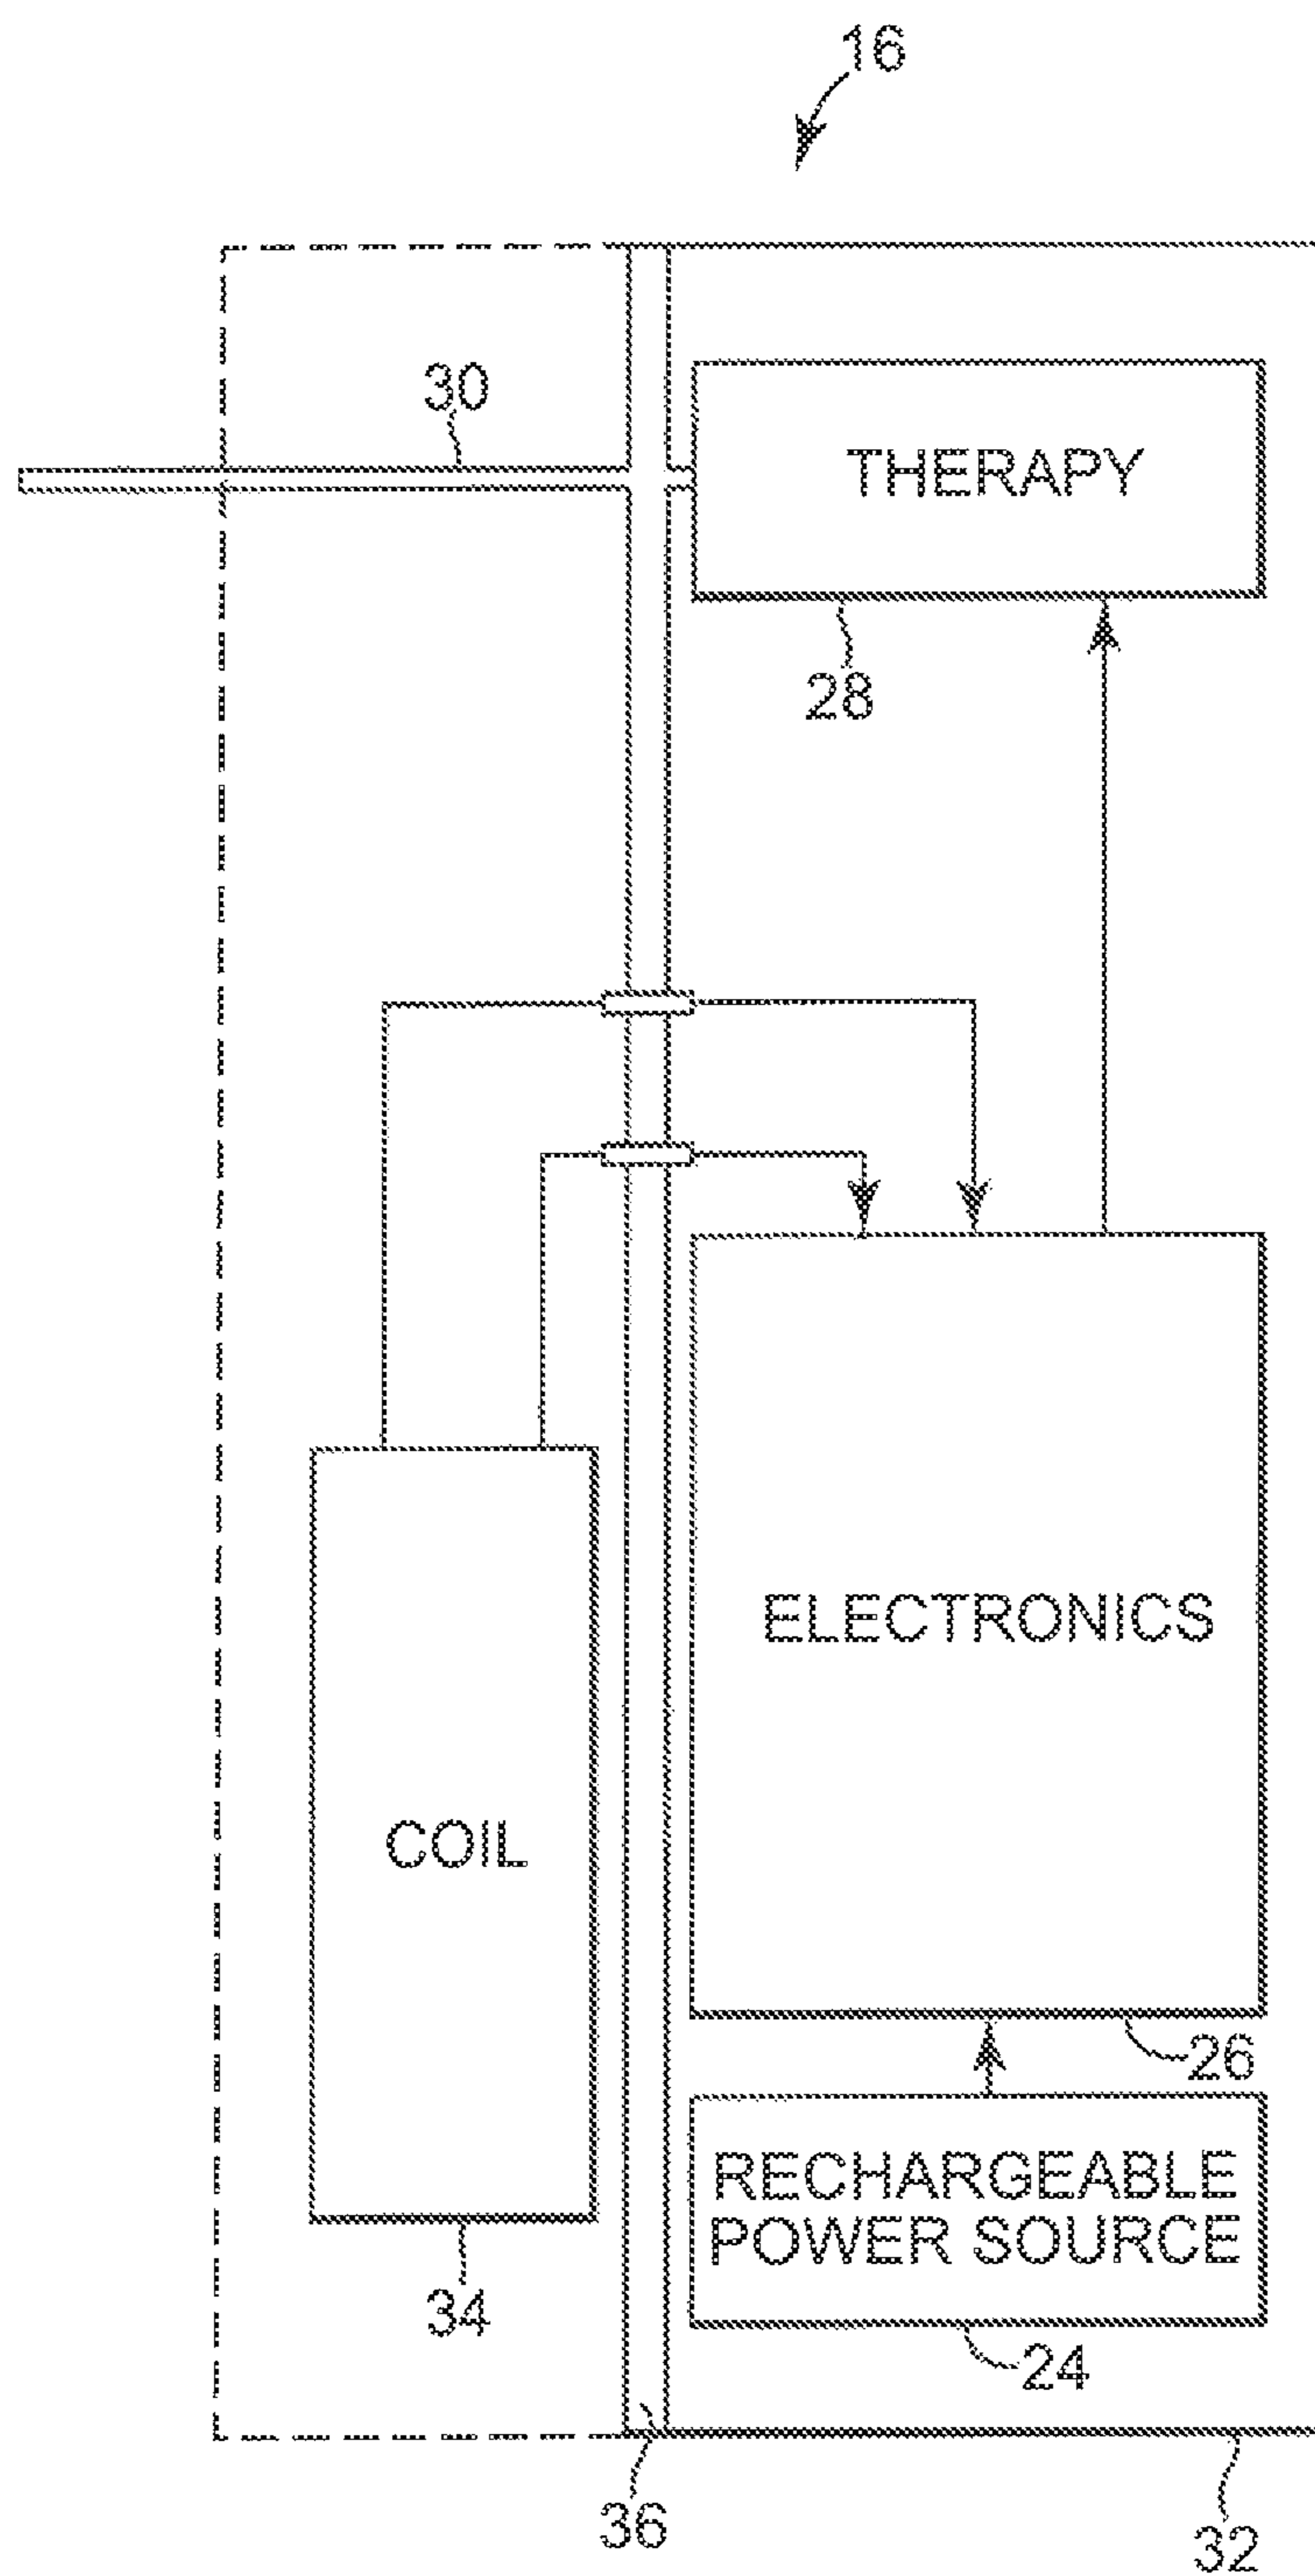 16
30
THERAPY
28
ELECTRONICS
COIL
26
RECHARGEABLE
POWER SOURCE
34
24
36
32